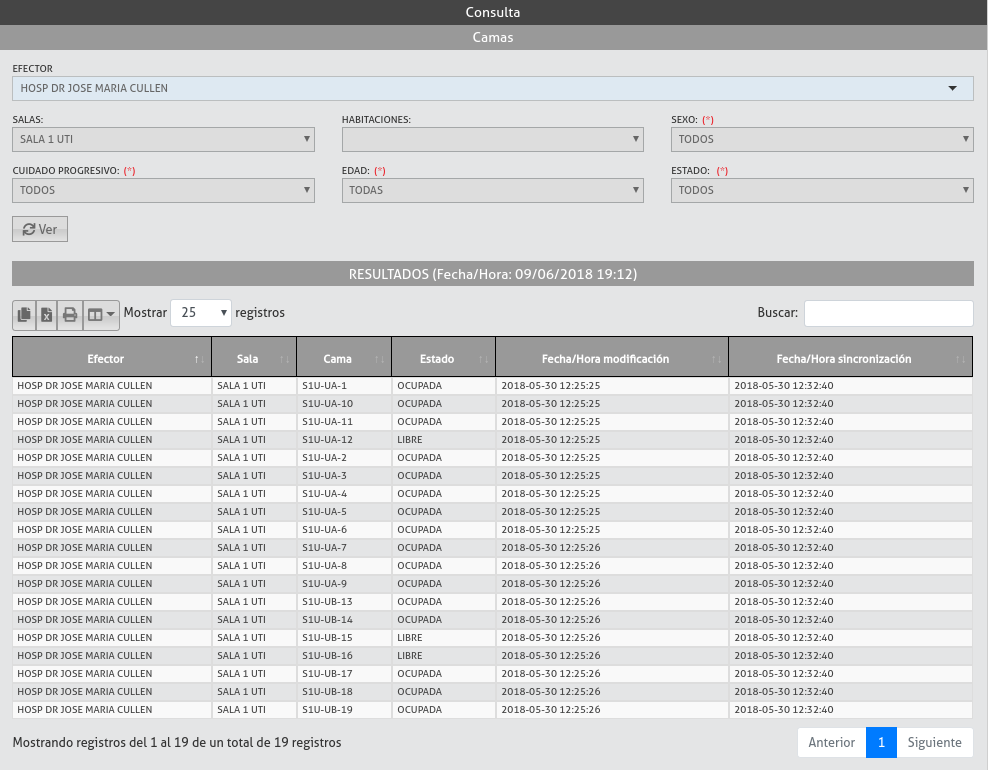 Consulta
Camas
EFECTOR
HOSP DR JOSE MARIA CULLEN
SALAS: HABITACIONES: SEXO: (*)
SALA 1 UTI TODOS
CUIDADO PROGRESIVO: (*) EDAD: (*) ESTADO: (*)
TODOS TODAS TODOS
Ver
RESULTADOS (Fecha/Hora: 09/06/2018 19:12)
Mostrar 25 registros Buscar:
Efector Sala Cama Estado Fecha/Hora modificación Fecha/Hora sincronización
HOSP DR JOSE MARIA CULLEN SALA 1 UTI S1U-UA-1 OCUPADA 2018-05-30 12:25:25 2018-05-30 12:32:40
HOSP DR JOSE MARIA CULLEN SALA 1 UTI S1U-UA-10 OCUPADA 2018-05-30 12:25:25 2018-05-30 12:32:40
HOSP DR JOSE MARIA CULLEN SALA 1 UTI S1U-UA-11 OCUPADA 2018-05-30 12:25:25 2018-05-30 12:32:40
HOSP DR JOSE MARIA CULLEN SALA 1 UTI S1U-UA-12 LIBRE 2018-05-30 12:25:25 2018-05-30 12:32:40
HOSP DR JOSE MARIA CULLEN SALA 1 UTI S1U-UA-2 OCUPADA 2018-05-30 12:25:25 2018-05-30 12:32:40
HOSP DR JOSE MARIA CULLEN SALA 1 UTI S1U-UA-3 OCUPADA 2018-05-30 12:25:25 2018-05-30 12:32:40
HOSP DR JOSE MARIA CULLEN SALA 1 UTI S1U-UA-4 OCUPADA 2018-05-30 12:25:25 2018-05-30 12:32:40
HOSP DR JOSE MARIA CULLEN SALA 1 UTI S1U-UA-5 OCUPADA 2018-05-30 12:25:25 2018-05-30 12:32:40
HOSP DR JOSE MARIA CULLEN SALA 1 UTI S1U-UA-6 OCUPADA 2018-05-30 12:25:25 2018-05-30 12:32:40
HOSP DR JOSE MARIA CULLEN SALA 1 UTI S1U-UA-7 OCUPADA 2018-05-30 12:25:26 2018-05-30 12:32:40
HOSP DR JOSE MARIA CULLEN SALA 1 UTI S1U-UA-8 OCUPADA 2018-05-30 12:25:26 2018-05-30 12:32:40
HOSP DR JOSE MARIA CULLEN SALA 1 UTI S1U-UA-9 OCUPADA 2018-05-30 12:25:26 2018-05-30 12:32:40
HOSP DR JOSE MARIA CULLEN SALA 1 UTI S1U-UB-13 OCUPADA 2018-05-30 12:25:26 2018-05-30 12:32:40
HOSP DR JOSE MARIA CULLEN SALA 1 UTI S1U-UB-14 OCUPADA 2018-05-30 12:25:26 2018-05-30 12:32:40
HOSP DR JOSE MARIA CULLEN SALA 1 UTI S1U-UB-15 LIBRE 2018-05-30 12:25:26 2018-05-30 12:32:40
HOSP DR JOSE MARIA CULLEN SALA 1 UTI S1U-UB-16 LIBRE 2018-05-30 12:25:26 2018-05-30 12:32:40
HOSP DR JOSE MARIA CULLEN SALA 1 UTI S1U-UB-17 OCUPADA 2018-05-30 12:25:26 2018-05-30 12:32:40
HOSP DR JOSE MARIA CULLEN SALA 1 UTI S1U-UB-18 OCUPADA 2018-05-30 12:25:26 2018-05-30 12:32:40
HOSP DR JOSE MARIA CULLEN SALA 1 UTI S1U-UB-19 OCUPADA 2018-05-30 12:25:26 2018-05-30 12:32:40
Mostrando registros del 1 al 19 de un total de 19 registros Anterior 1 Siguiente